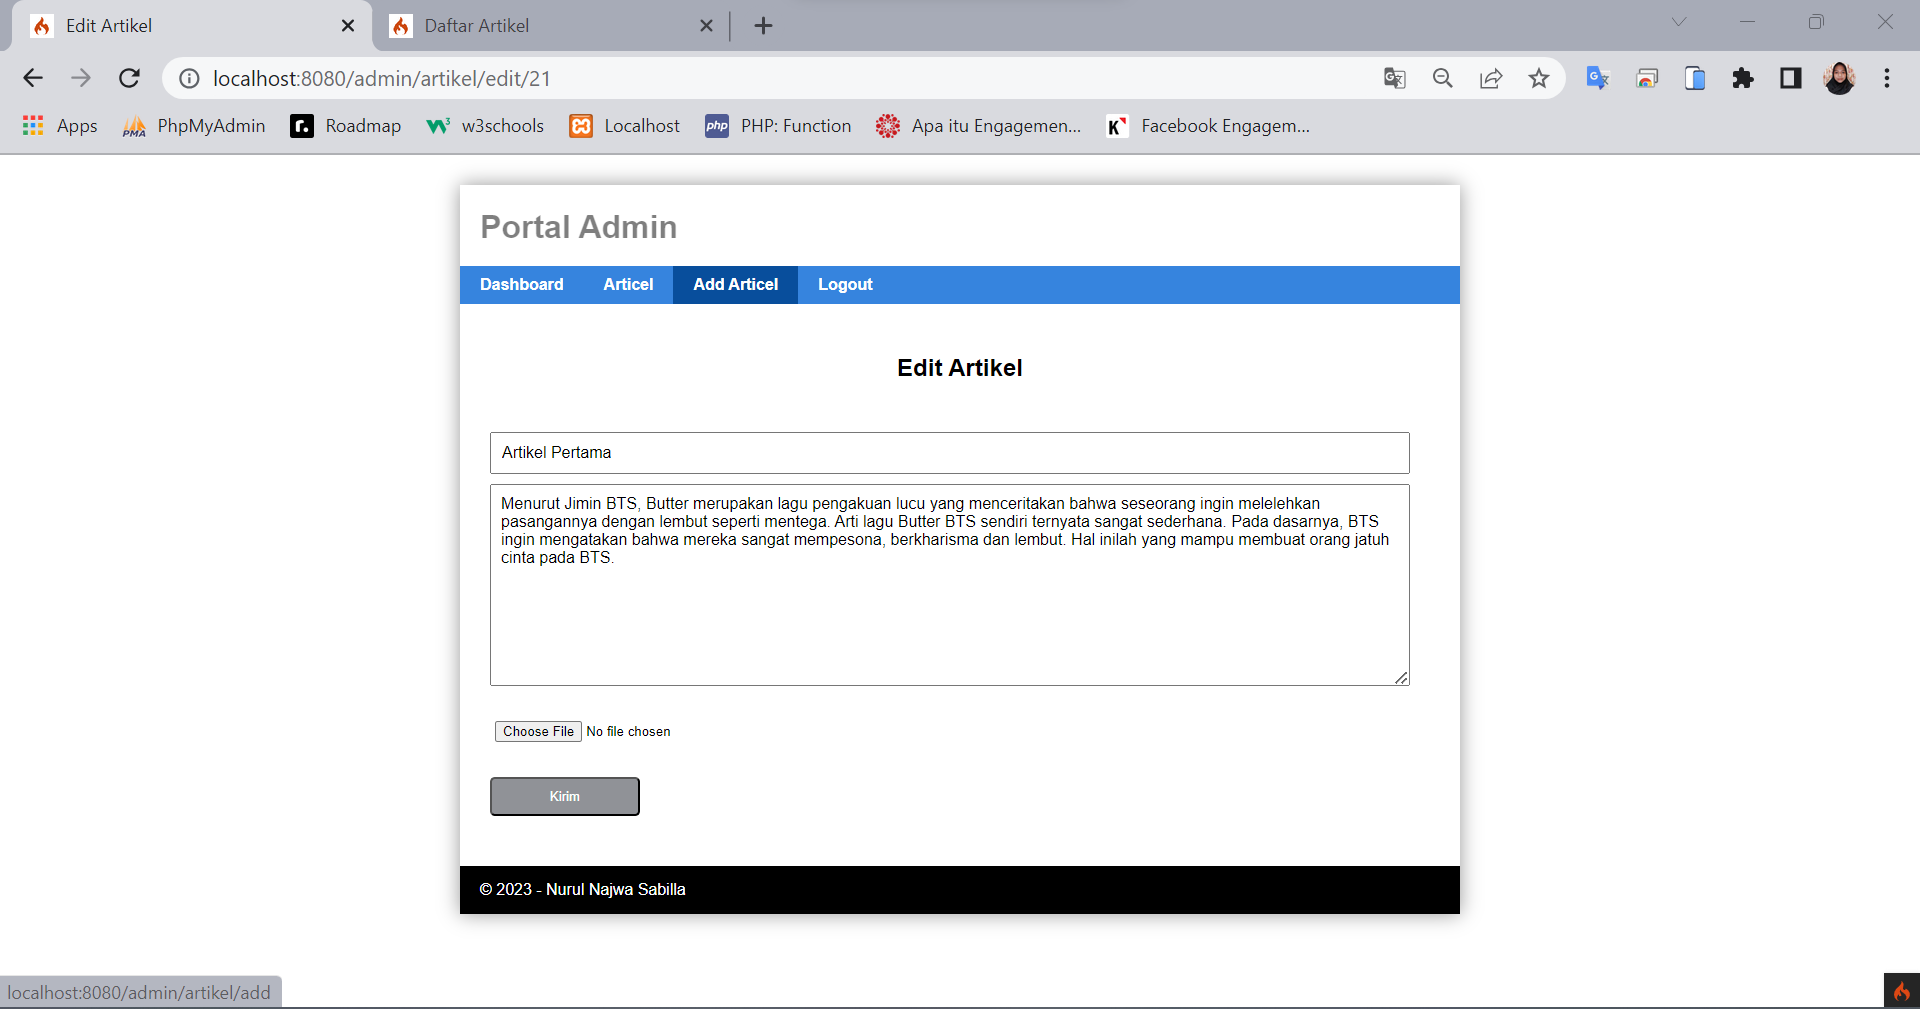 Edit Artikel
Daftar Artikel
localhost:8080/admin/artikel/edit/21
Apps
PhpMyAdmin
Roadmap
w3schools
Localhost
php
PHP: Function
Apa itu Engagemen...
Facebook Engagem...
Portal Admin
Dashboard
Articel
Add Articel
Logout
Edit Artikel
Artikel Pertama
Menurut Jimin BTS, Butter merupakan lagu pengakuan lucu yang menceritakan bahwa seseorang ingin melelehkan
pasangannya dengan lembut seperti mentega. Arti lagu Butter BTS sendiri ternyata sangat sederhana. Pada dasarnya, BTS
ingin mengatakan bahwa mereka sangat mempesona, berkharisma dan lembut. Hal inilah yang mampu membuat orang jatuh
cinta pada BTS.
Choose File No file chosen
Kirim
© 2023 - Nurul Najwa Sabilla
localhost:8080/admin/artikel/add